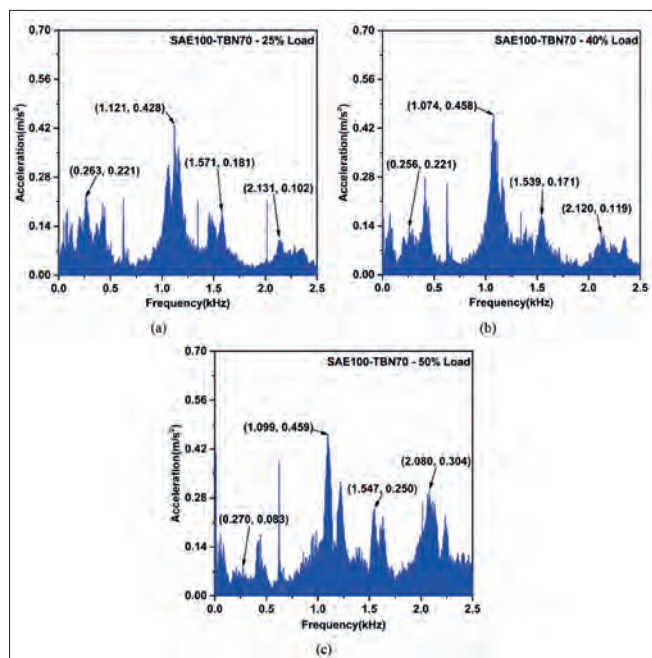 SAE100-TBN70 - 25% Load
Acceleration(m/s²)
0.70
0.56
0.42
0.28
0.14
0.00
(1.121, 0.428)
(0.263, 0.221)
(1.571, 0.181)
(2.131, 0.102)
0.0 0.5 1.0 1.5 2.0 2.5
Frequency(kHz)
(a)
SAE100-TBN70 - 40% Load
Acceleration(m/s²)
0.70
0.56
0.42
0.28
0.14
0.00
(1.074, 0.458)
(0.256, 0.221)
(1.539, 0.171)
(2.120, 0.119)
0.0 0.5 1.0 1.5 2.0 2.5
Frequency(kHz)
(b)
SAE100-TBN70 - 50% Load
Acceleration(m/s²)
0.70
0.56
0.42
0.28
0.14
0.00
(1.099, 0.459)
(2.080, 0.304)
(1.547, 0.250)
(0.270, 0.083)
0.0 0.5 1.0 1.5 2.0 2.5
Frequency(kHz)
(c)